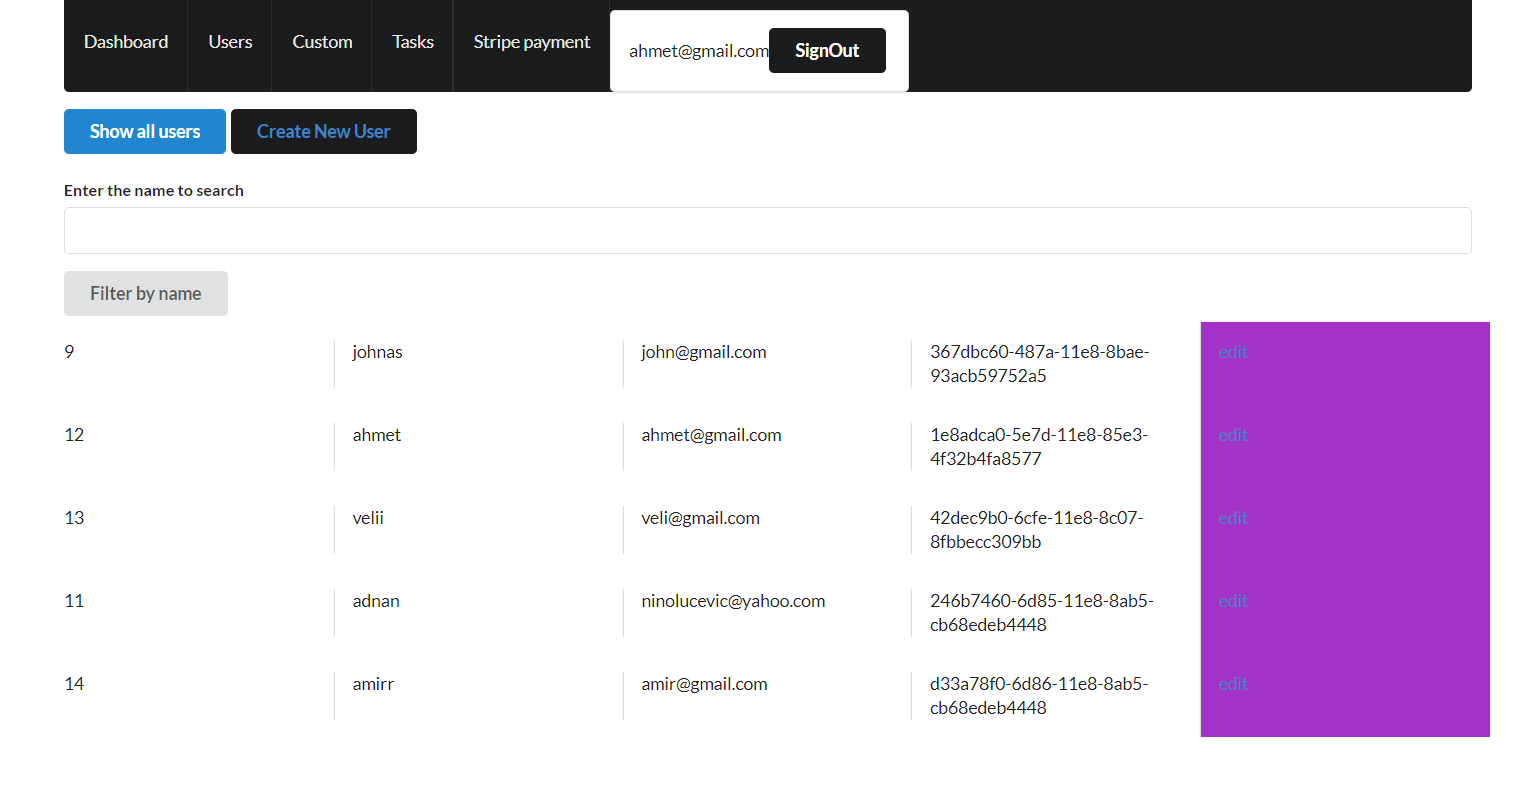 Dashboard Users Custom Tasks Stripe payment ahmet@gmail.com SignOut
Show all users Create New User
Enter the name to search
Filter by name
9 johnas john@gmail.com 367dbc60-487a-11e8-8bae- edit
93acb59752a5
12 ahmet ahmet@gmail.com 1e8adca0-5e7d-11e8-85e3- edit
4f32b4fa8577
13 velii veli@gmail.com 42dec9b0-6cfe-11e8-8c07- edit
8fbbecc309bb
11 adnan ninolucevic@yahoo.com 246b7460-6d85-11e8-8ab5- edit
cb68edeb4448
14 amirr amir@gmail.com d33a78f0-6d86-11e8-8ab5- edit
cb68edeb4448